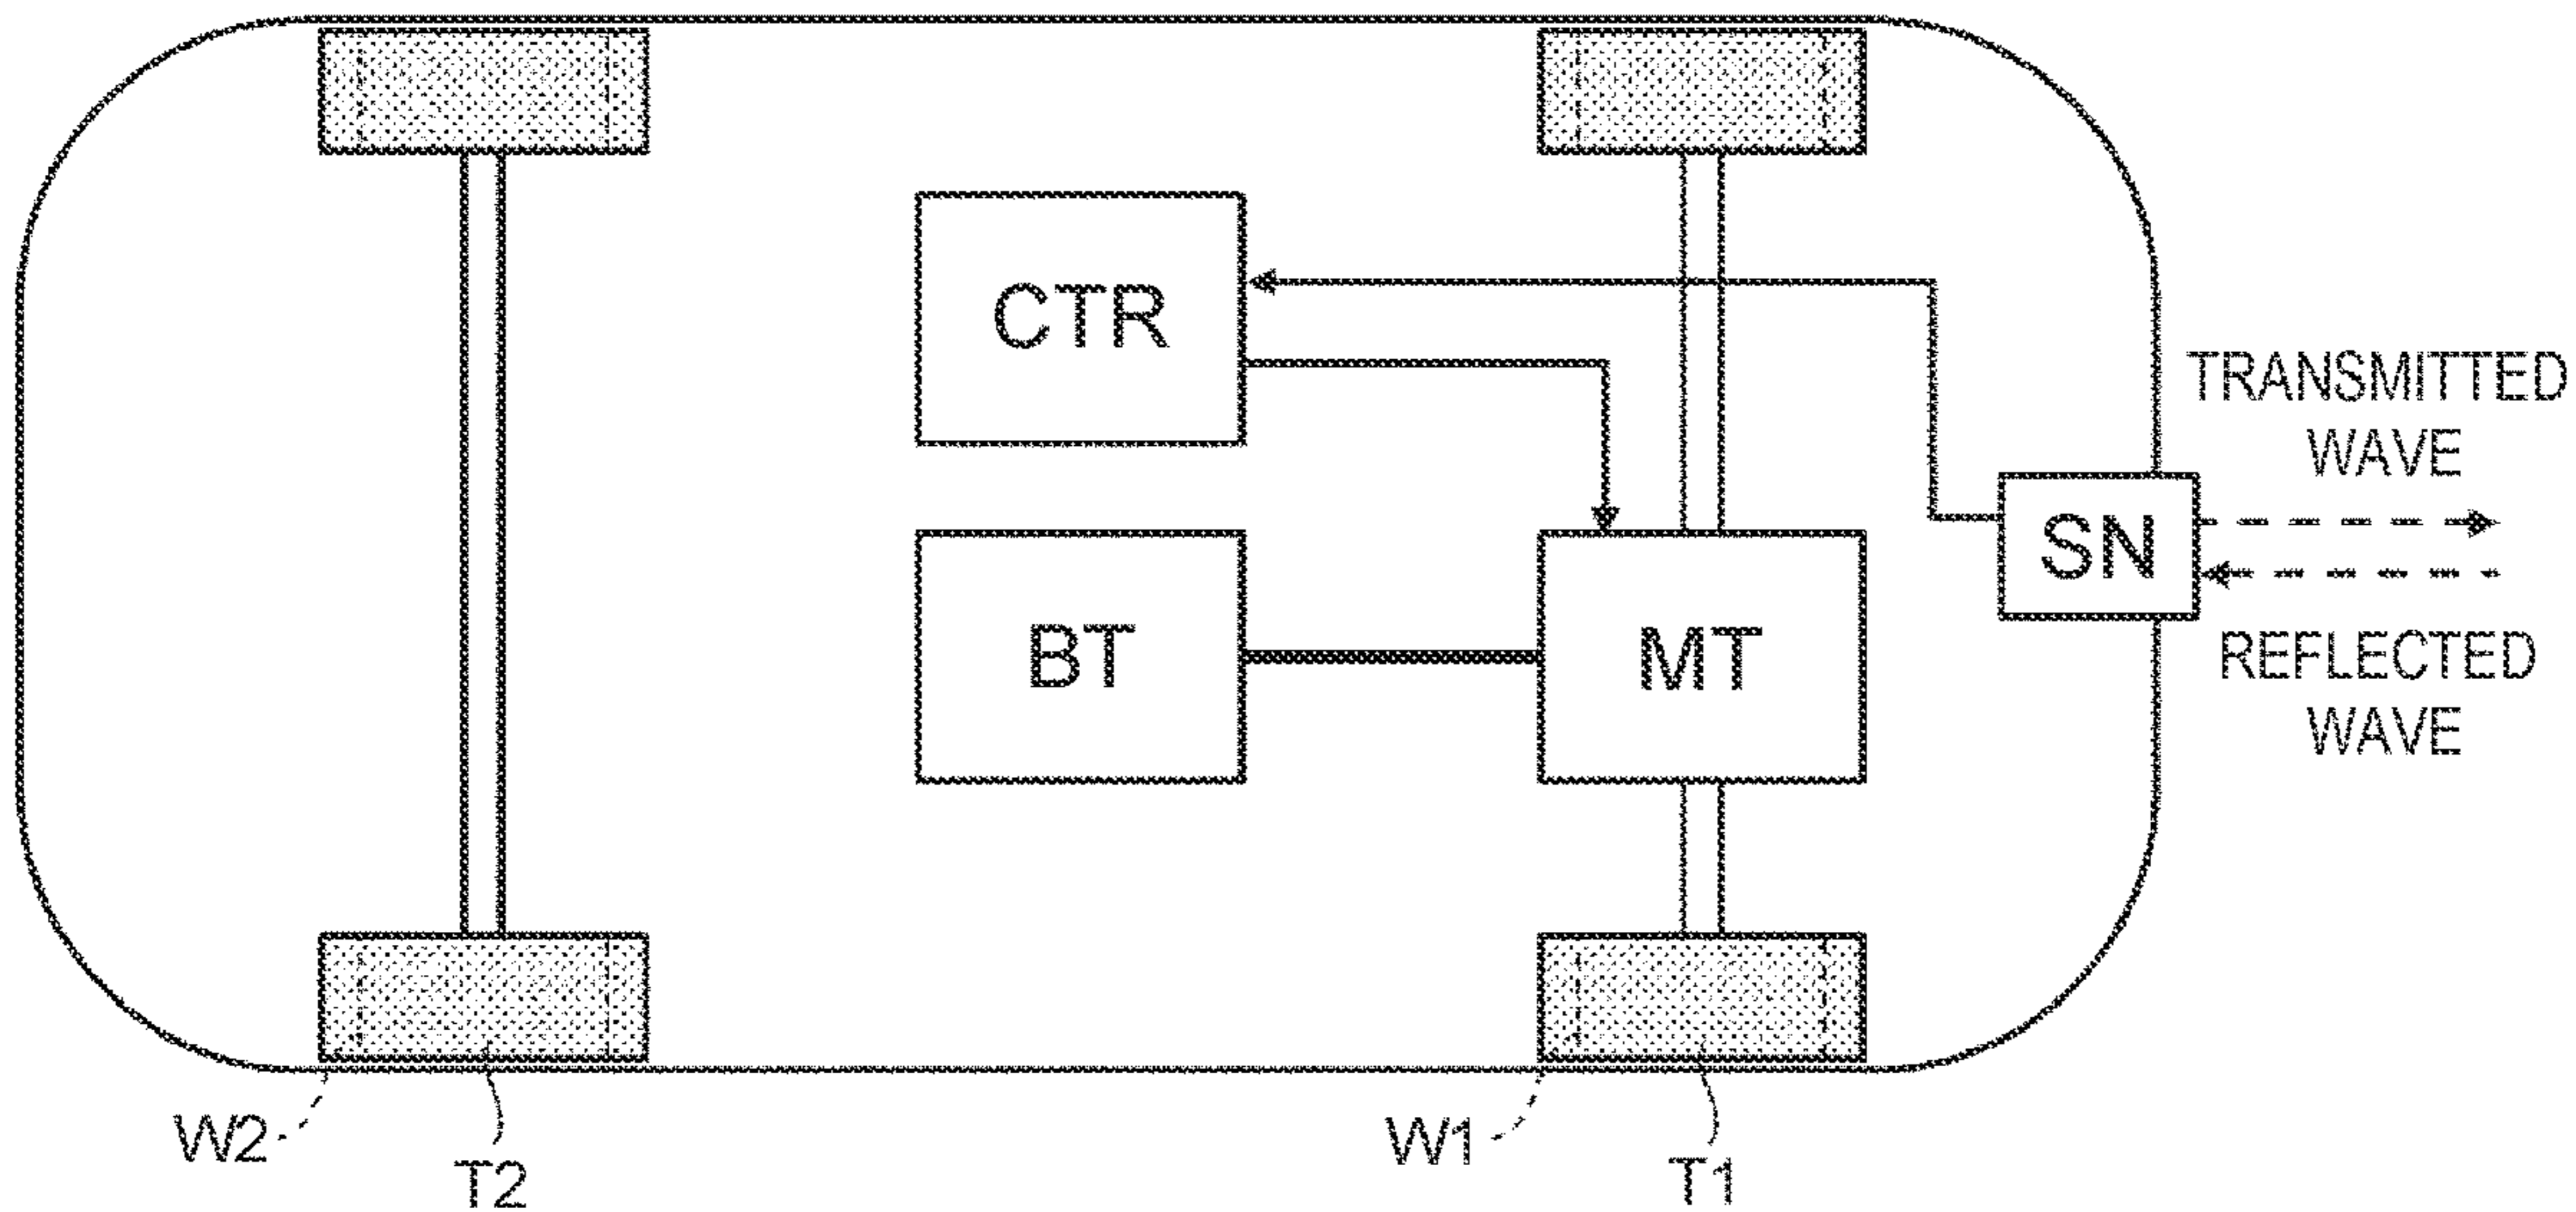 CTR
TRANSMITTED
WAVE
SN
BT
MT
REFLECTED
WAVE
W2
T2
W1
T1